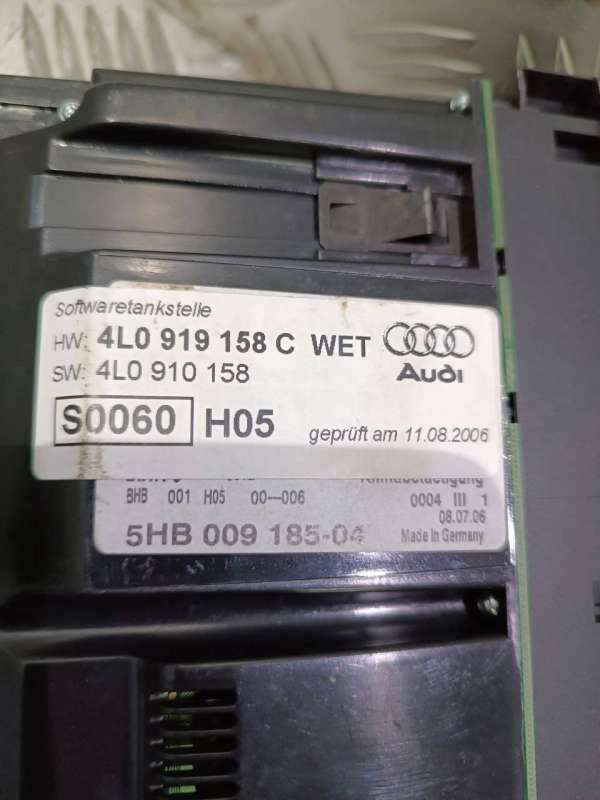 Softwaretankstelle
HW: 4L0 919 158 C WET
SW: 4L0 910 158
Audi
S0060 H05 geprüft am 11.08.2006
BHB 001 H05 00-006 0004 III 1
08.07.06
5HB 009 185-04 Made in Germany